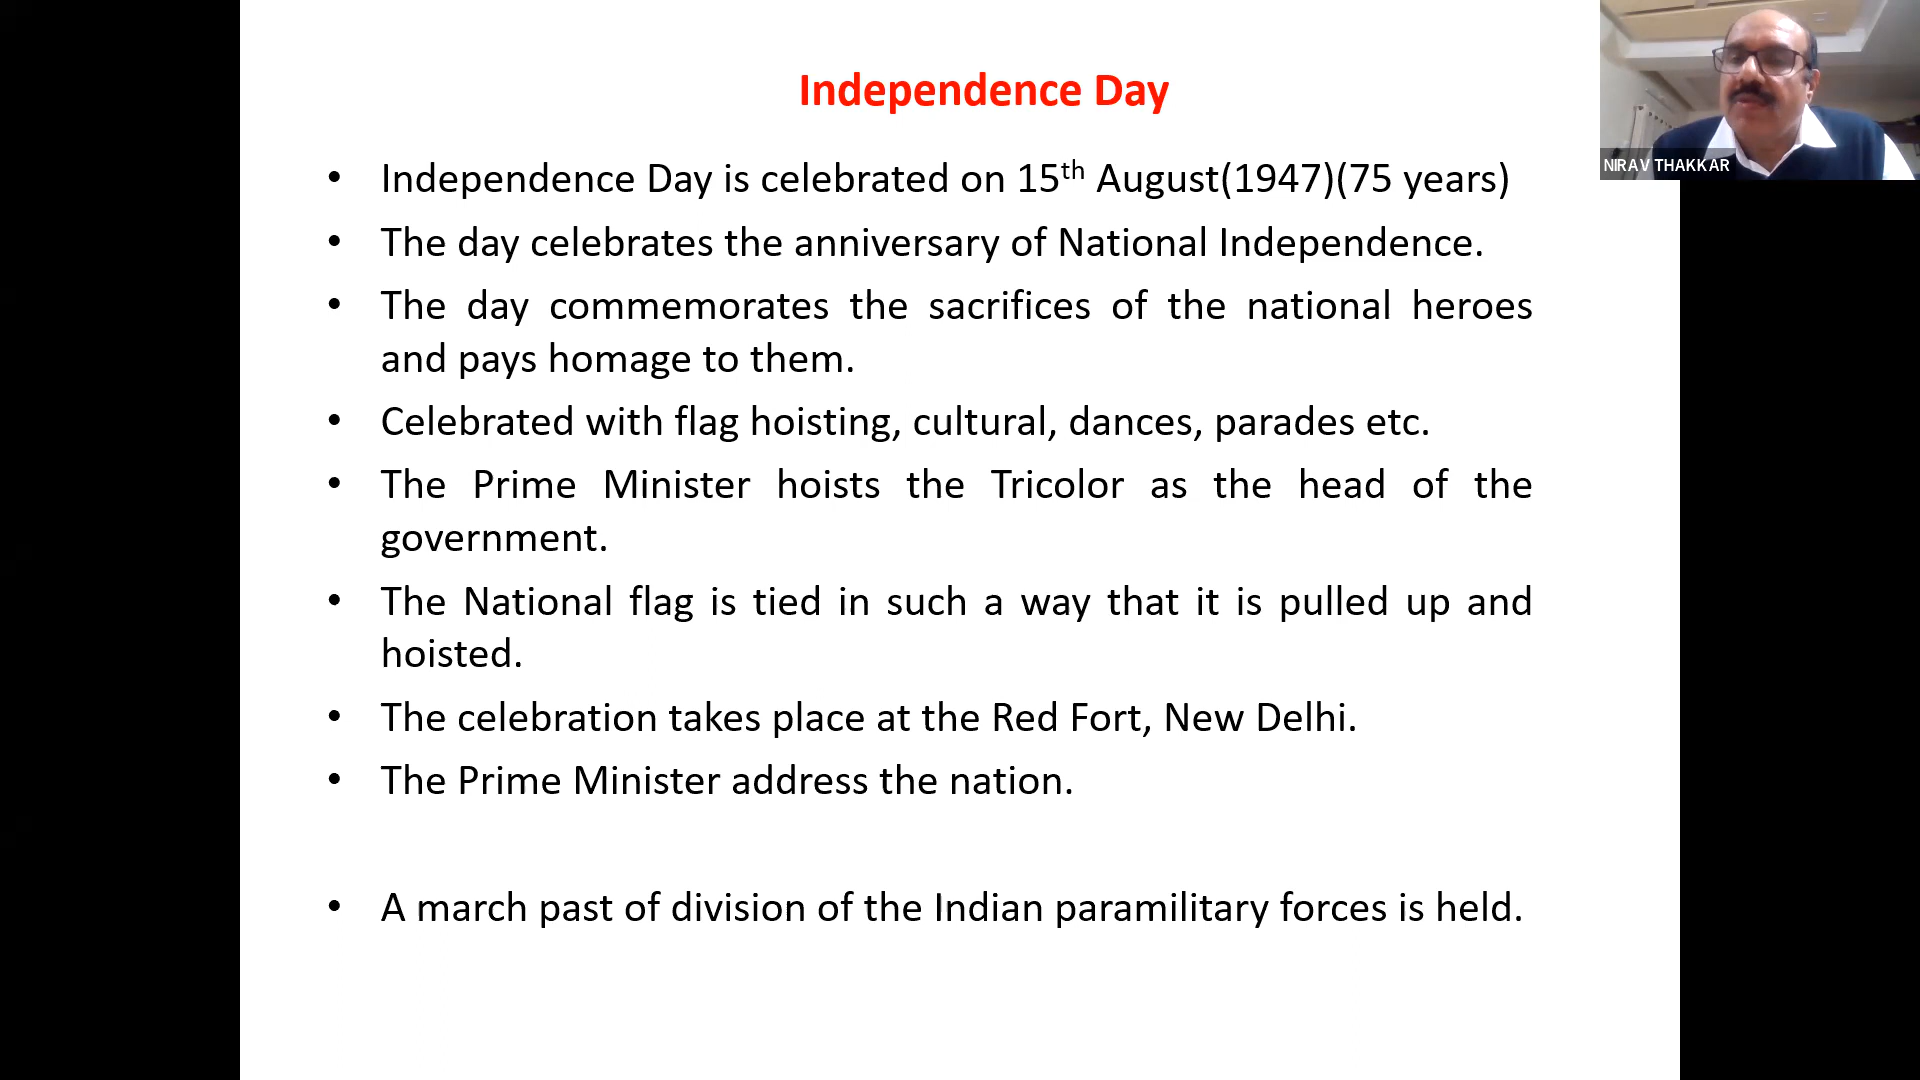 Independence Day
NIRAV THAKKAR
• Independence Day is celebrated on 15th August(1947)(75 years)
• The day celebrates the anniversary of National Independence.
• The day commemorates the sacrifices of the national heroes
and pays homage to them.
• Celebrated with flag hoisting, cultural, dances, parades etc.
• The Prime Minister hoists the Tricolor as the head of the
government.
• The National flag is tied in such a way that it is pulled up and
hoisted.
• The celebration takes place at the Red Fort, New Delhi.
• The Prime Minister address the nation.
• A march past of division of the Indian paramilitary forces is held.